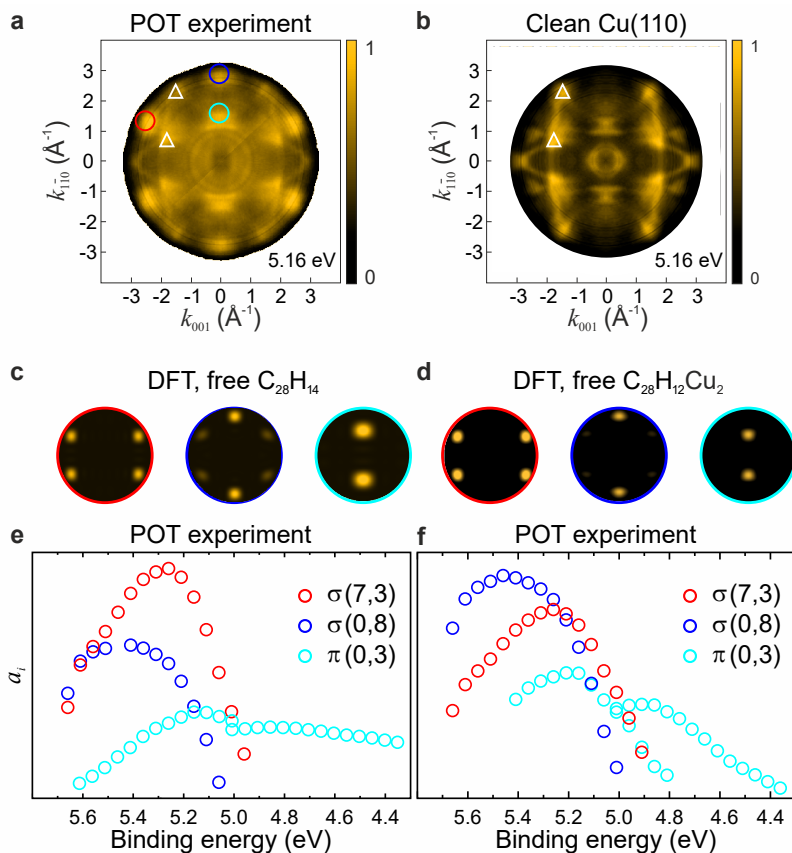 a POT experiment
b Clean Cu(110)
1
3
2
1
0
-1
-2
-3
k1̄1̄0 (Å⁻¹)
5.16 eV
0
-3 -2 -1 0 1 2 3
k001 (Å⁻¹)
1
3
2
1
0
-1
-2
-3
k1̄10 (Å⁻¹)
5.16 eV
0
-3 -2 -1 0 1 2 3
k001 (Å⁻¹)
c DFT, free C₂₈H₁₄
d DFT, free C₂₈H₁₂Cu₂
e POT experiment
f POT experiment
σ(7,3)
σ(0,8)
π(0,3)
σ(7,3)
σ(0,8)
π(0,3)
aᵢ
5.6 5.4 5.2 5.0 4.8 4.6 4.4
Binding energy (eV)
5.6 5.4 5.2 5.0 4.8 4.6 4.4
Binding energy (eV)